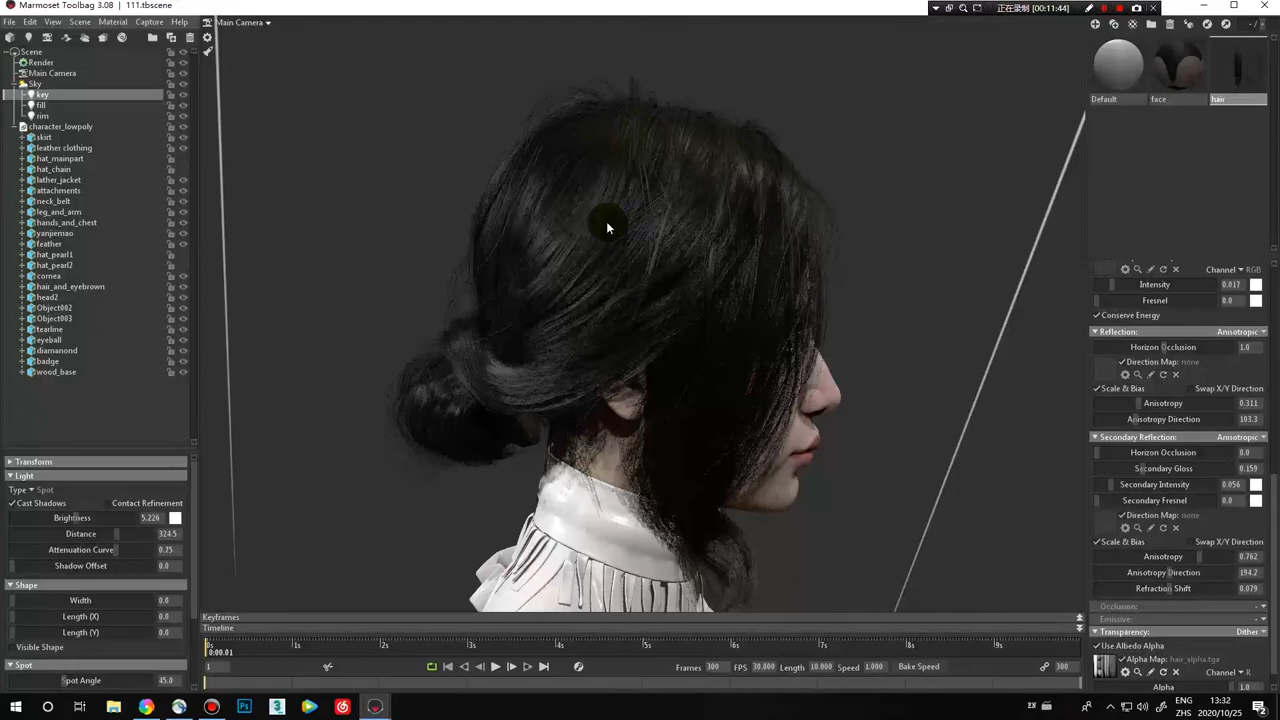 Marmoset Toolbag 3.08 | 111.tbscene
正在录制 [00:11:44]
File Edit View Scene Material Capture Help
Main Camera
Scene
Render
Main Camera
Sky
key
fill
rim
character_lowpoly
skirt
leather clothing
hat_mainpart
hat_chain
lather_jacket
attachments
neck_belt
leg_and_arm
hands_and_chest
yanjiemao
feather
hat_pearl1
hat_pearl2
cornea
hair_and_eyebrown
head2
Object002
Object003
tearline
eyeball
diamanond
badge
wood_base
Transform
Light
Type Spot
Cast Shadows Contact Refinement
Brightness 5.226
Distance 324.5
Attenuation Curve 0.75
Shadow Offset 0.0
Shape
Width 0.0
Length (X) 0.0
Length (Y) 0.0
Visible Shape
Spot
Spot Angle 45.0
Keyframes
Timeline
0s 1s 2s 3s 4s 5s 6s 7s 8s 9s
0:00.01
1 Frames 300 FPS 30.000 Length 10.000 Speed 1.000 Bake Speed 300
Default face hair
Channel RGB
Intensity 0.017
Fresnel 0.0
Conserve Energy
Reflection: Anisotropic
Horizon Occlusion 1.0
Direction Map: none
Scale & Bias Swap X/Y Direction
Anisotropy 0.311
Anisotropy Direction 103.3
Secondary Reflection: Anisotropic
Horizon Occlusion 0.0
Secondary Gloss 0.159
Secondary Intensity 0.056
Secondary Fresnel 0.0
Direction Map: none
Scale & Bias Swap X/Y Direction
Anisotropy 0.762
Anisotropy Direction 194.2
Refraction Shift 0.079
Occlusion:
Emissive:
Transparency: Dither
Use Albedo Alpha
Alpha Map: hair_alpha.tga
Channel R
Alpha 1.0
ENG
ZHS
13:32
2020/10/25